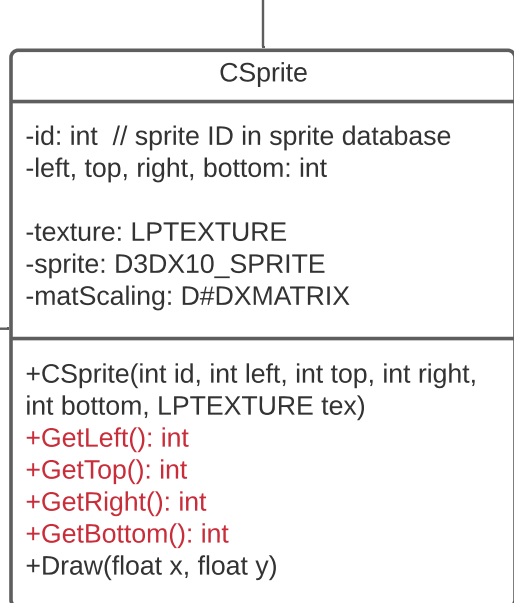 CSprite
-id: int  // sprite ID in sprite database
-left, top, right, bottom: int
-texture: LPTEXTURE
-sprite: D3DX10_SPRITE
-matScaling: D#DXMATRIX
+CSprite(int id, int left, int top, int right,
int bottom, LPTEXTURE tex)
+GetLeft(): int
+GetTop(): int
+GetRight(): int
+GetBottom(): int
+Draw(float x, float y)